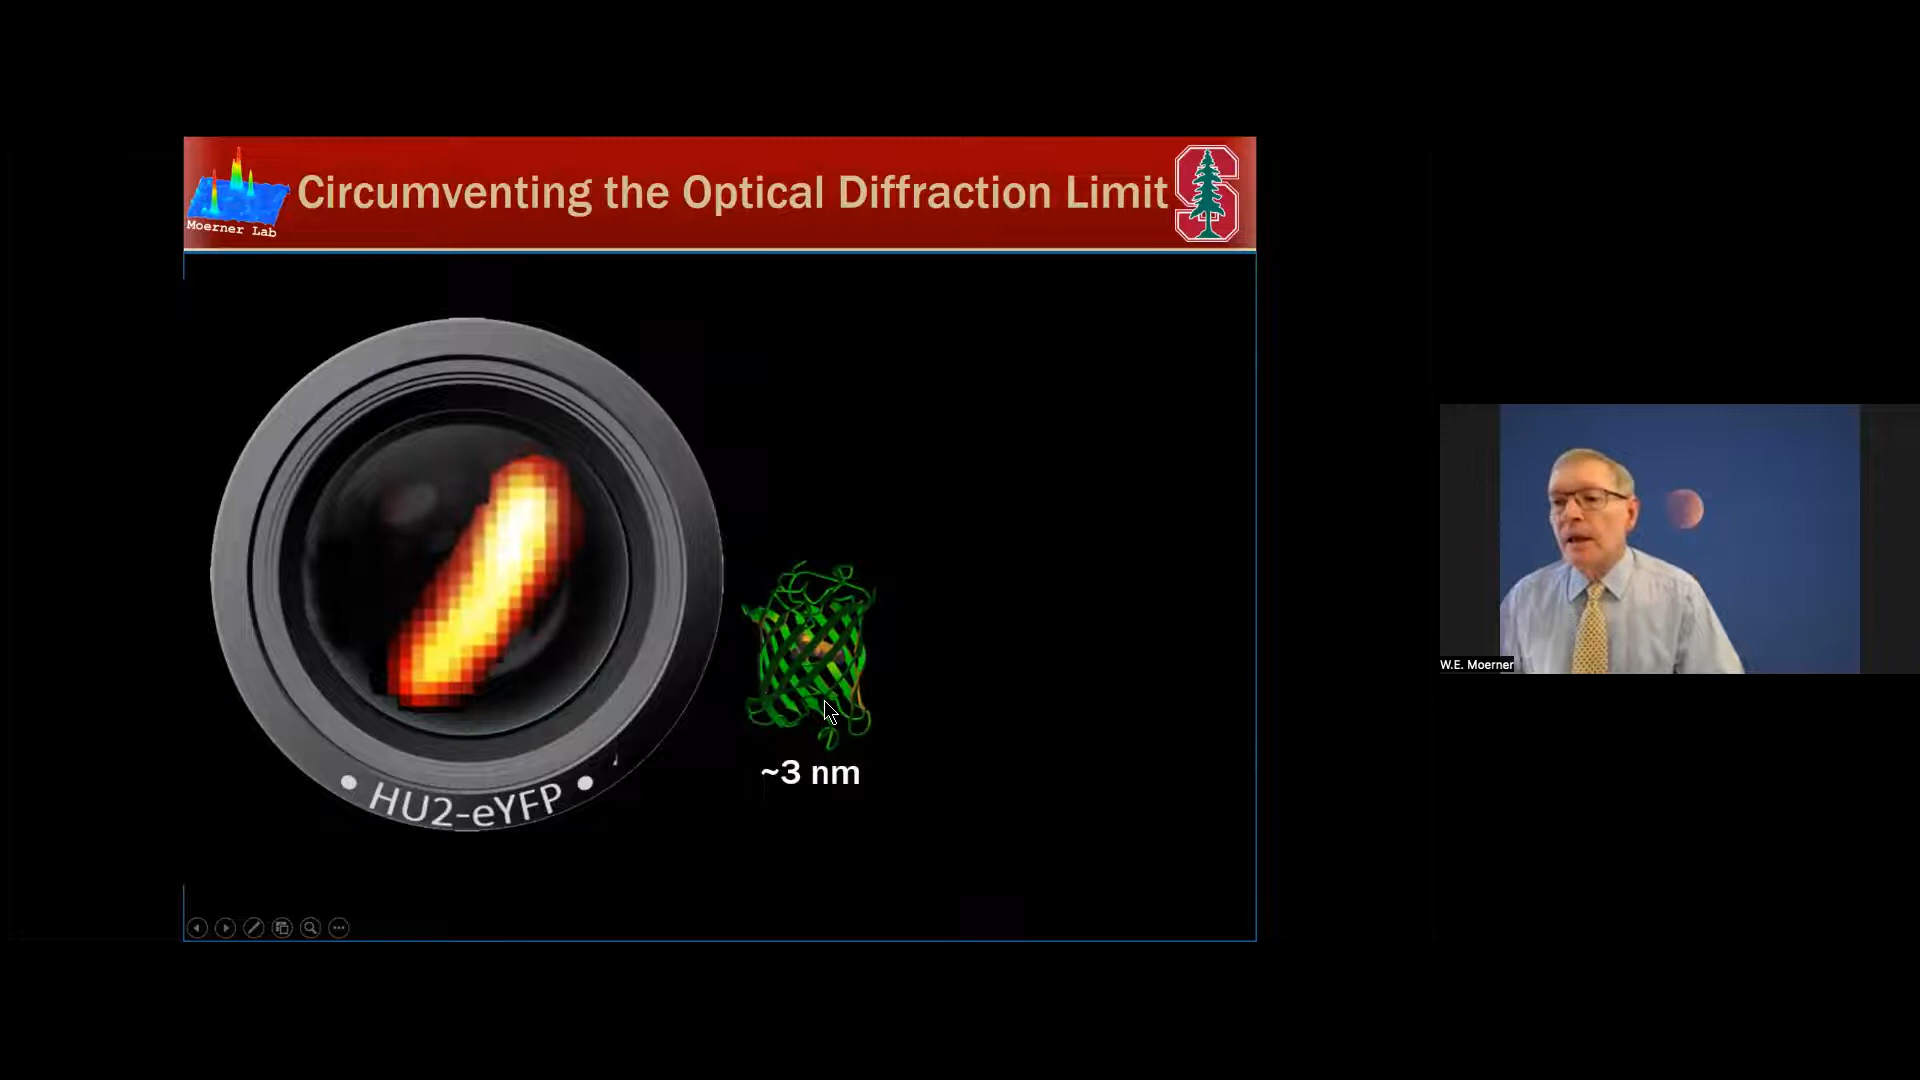 Circumventing the Optical Diffraction Limit
Moerner Lab
S
• HU2-eYFP •
~3 nm
W.E. Moerner